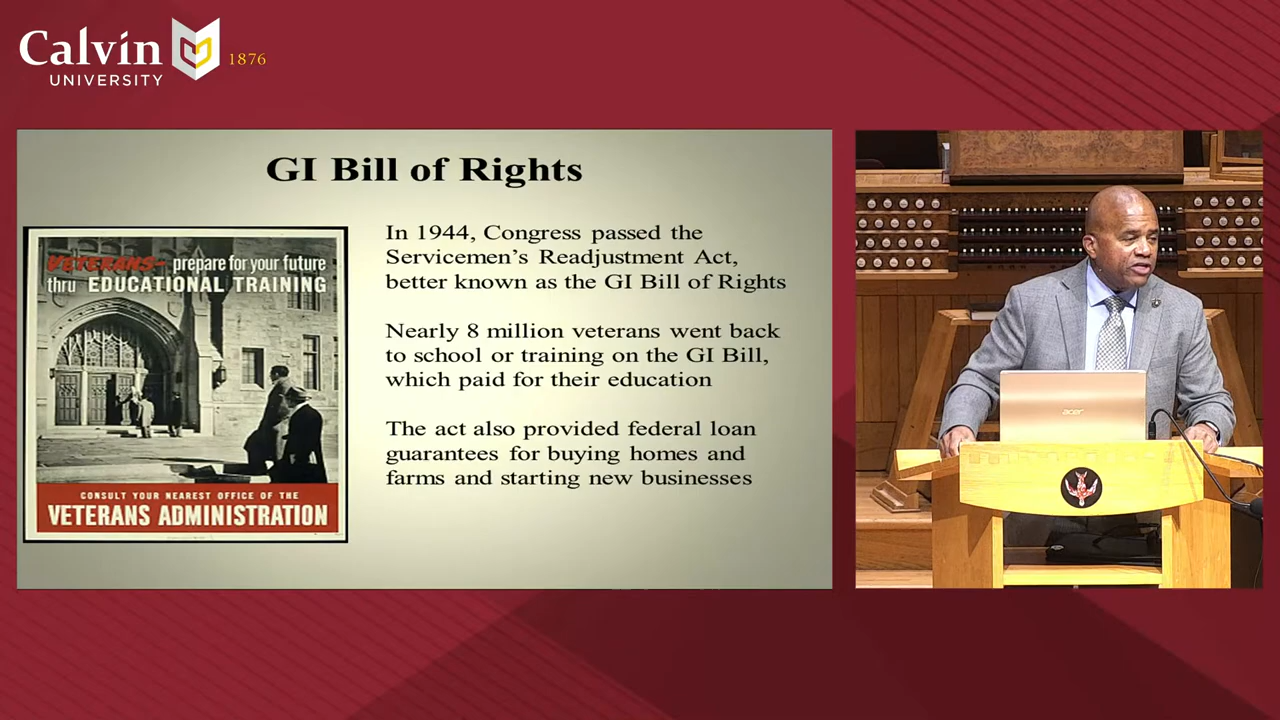 Calvin
UNIVERSITY
1876
GI Bill of Rights
VETERANS— prepare for your future
thru EDUCATIONAL TRAINING
CONSULT YOUR NEAREST OFFICE OF THE
VETERANS ADMINISTRATION
In 1944, Congress passed the
Servicemen’s Readjustment Act,
better known as the GI Bill of Rights
Nearly 8 million veterans went back
to school or training on the GI Bill,
which paid for their education
The act also provided federal loan
guarantees for buying homes and
farms and starting new businesses
acer